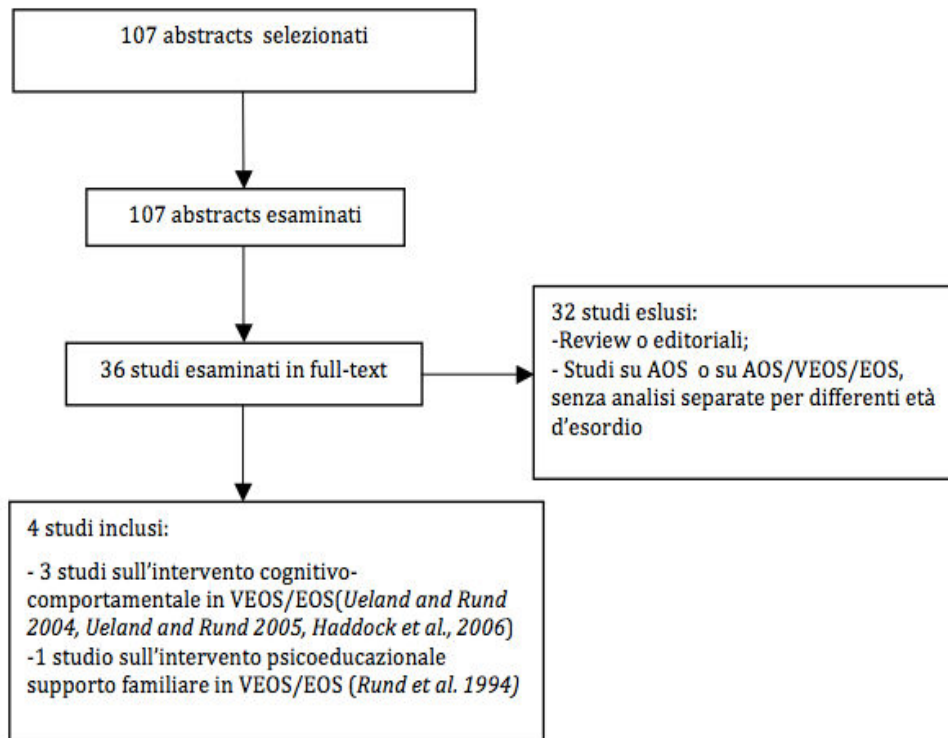 107 abstracts selezionati
107 abstracts esaminati
36 studi esaminati in full-text
32 studi eslusi:
-Review o editoriali;
- Studi su AOS o su AOS/VEOS/EOS,
senza analisi separate per differenti età
d'esordio
4 studi inclusi:
- 3 studi sull'intervento cognitivo-
comportamentale in VEOS/EOS(Ueland and Rund
2004, Ueland and Rund 2005, Haddock et al., 2006)
-1 studio sull'intervento psicoeducazionale
supporto familiare in VEOS/EOS (Rund et al. 1994)